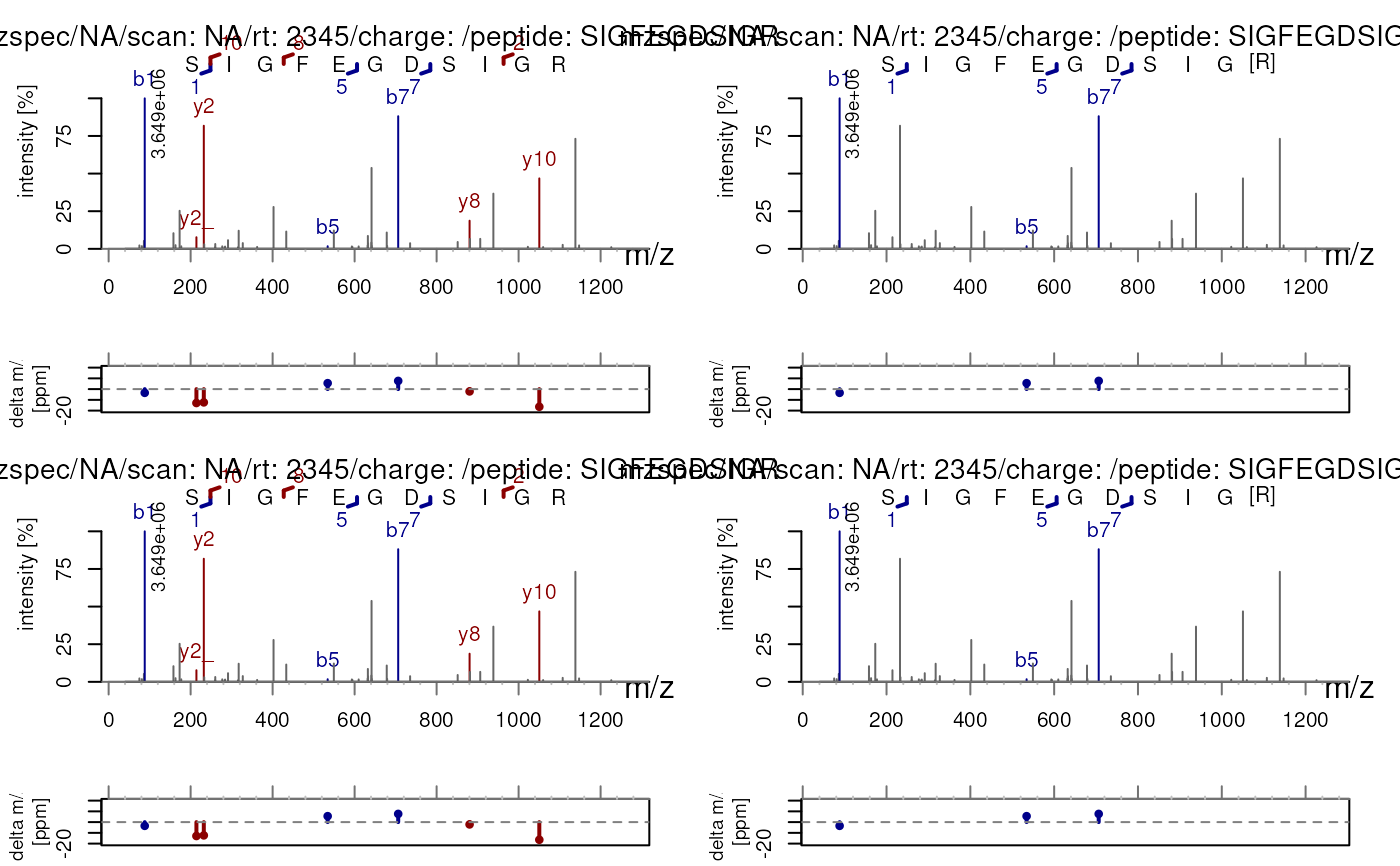 mzspec/NA/scan: NA/rt: 2345/charge: /peptide: SIGFEGDSIGR
mzspec/NA/scan: NA/rt: 2345/charge: /peptide: SIGFEGDSIG
10 8 2
S I G F E G D S I G R
1 5 7
S I G F E G D S I G [R]
1 5 7
intensity [%]
75
25
0
b1
3.649e+06
y2
y2_
b5
b7
y8
y10
m/z
0 200 400 600 800 1000 1200
intensity [%]
75
25
0
b1
3.649e+06
b5
b7
m/z
0 200 400 600 800 1000 1200
delta m/
[ppm]
-20
delta m/
[ppm]
-20
mzspec/NA/scan: NA/rt: 2345/charge: /peptide: SIGFEGDSIGR
mzspec/NA/scan: NA/rt: 2345/charge: /peptide: SIGFEGDSIG
10 8 2
S I G F E G D S I G R
1 5 7
S I G F E G D S I G [R]
1 5 7
intensity [%]
75
25
0
b1
3.649e+06
y2
y2_
b5
b7
y8
y10
m/z
0 200 400 600 800 1000 1200
intensity [%]
75
25
0
b1
3.649e+06
b5
b7
m/z
0 200 400 600 800 1000 1200
delta m/
[ppm]
-20
delta m/
[ppm]
-20